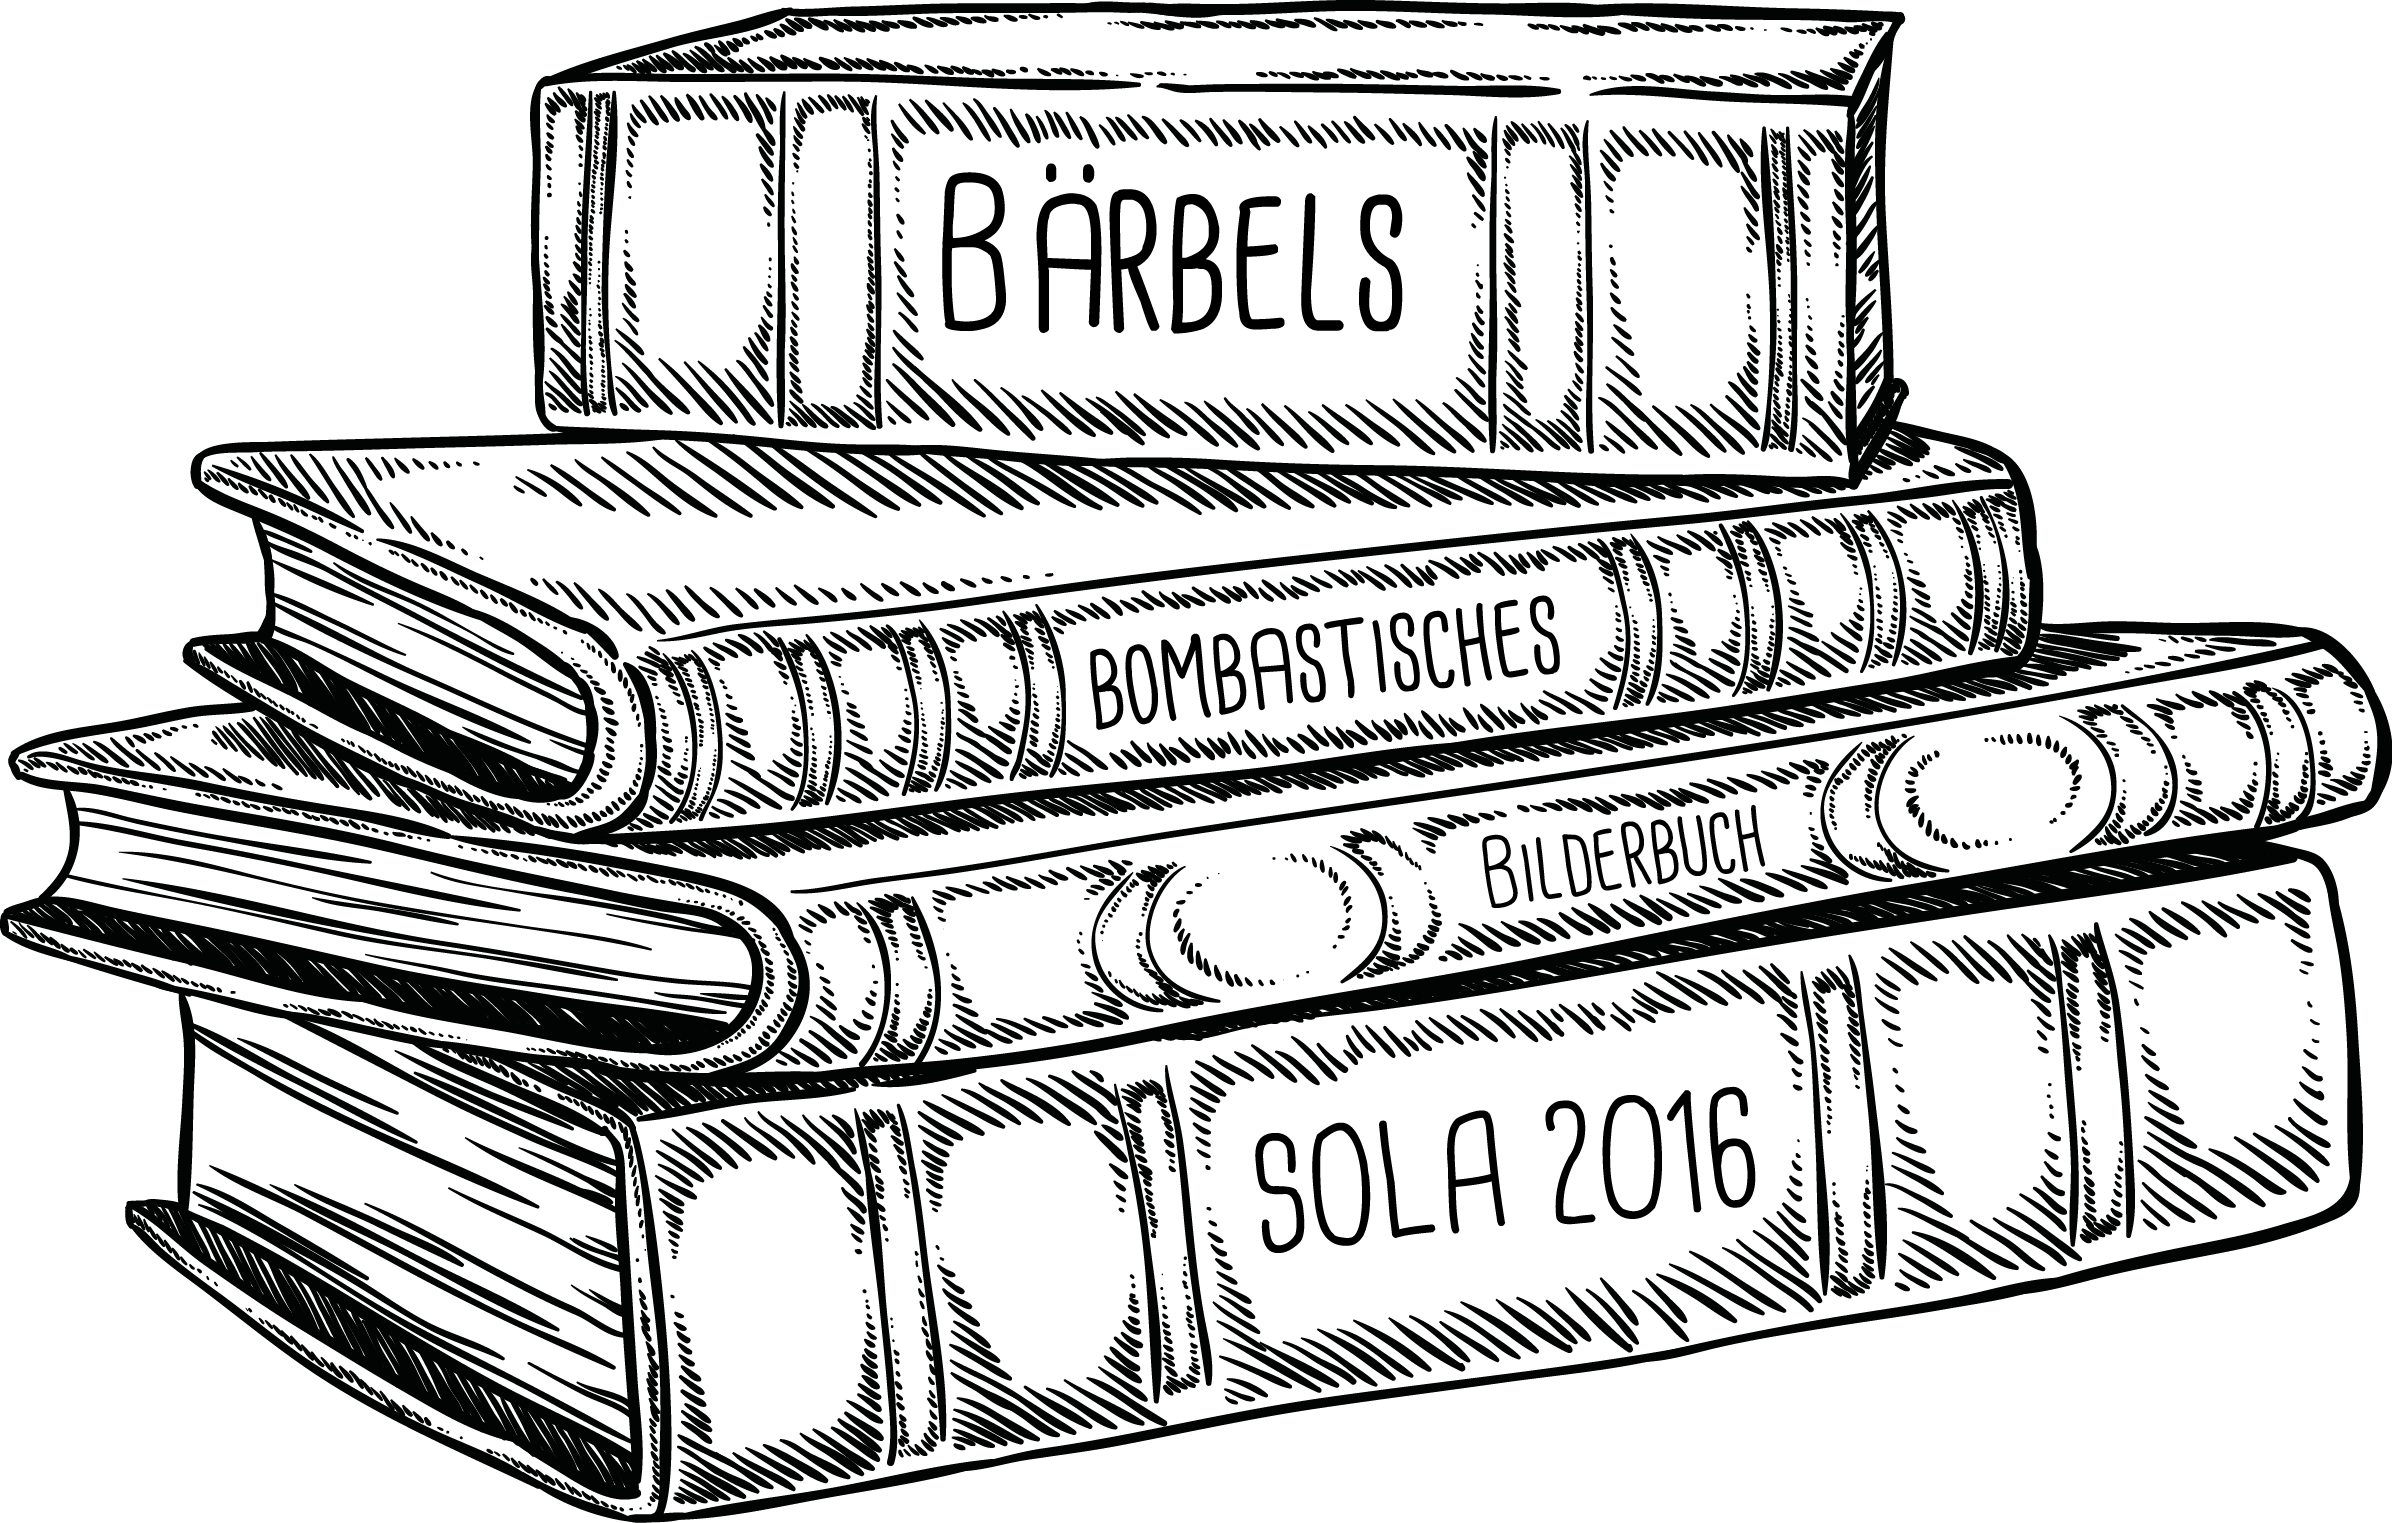 BÄRBELS
BOMBASTISCHES
BILDERBUCH
SOLA 2016